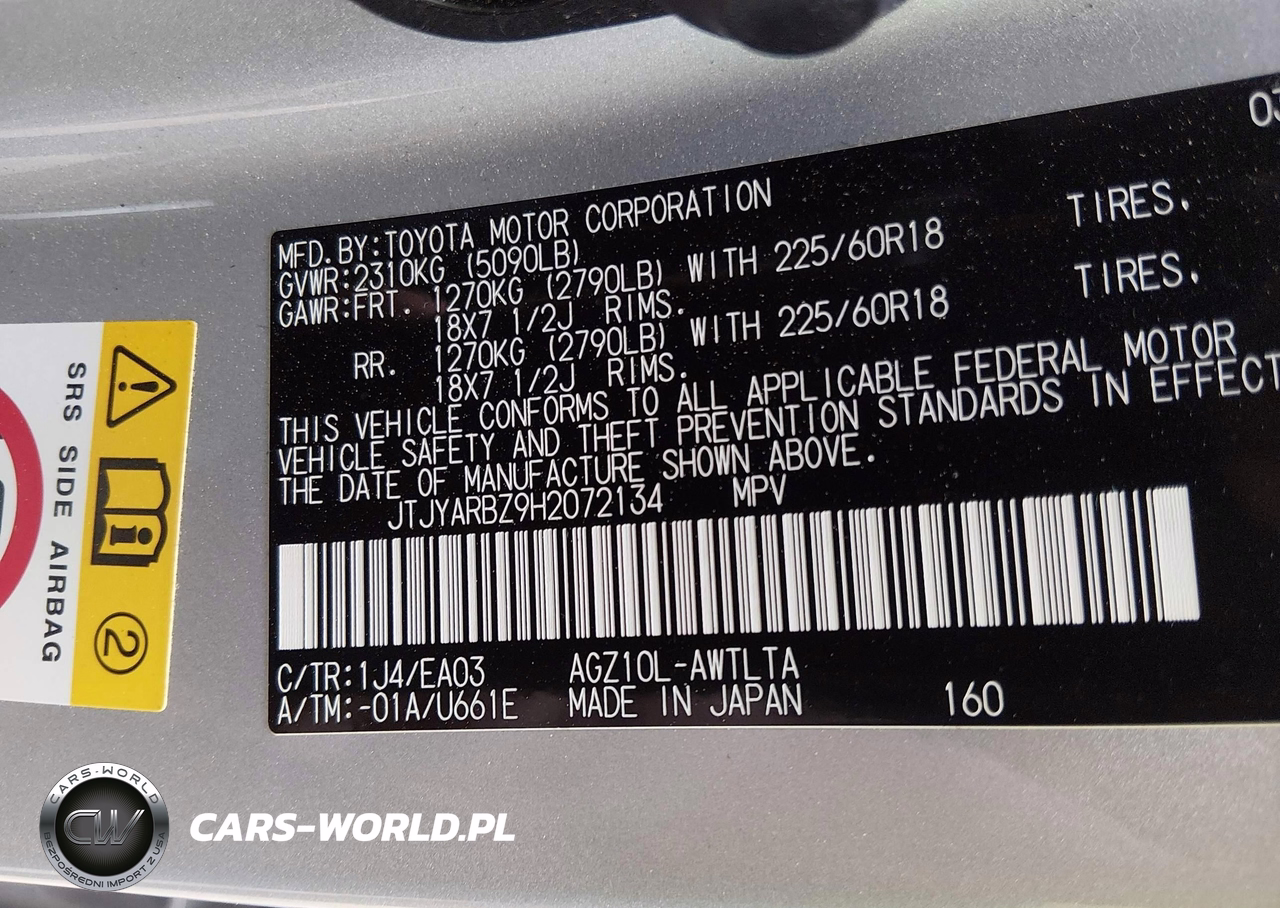 03
MFD.BY:TOYOTA MOTOR CORPORATION
GVWR:2310KG (5090LB)
GAWR:FRT. 1270KG (2790LB) WITH 225/60R18 TIRES.
18X7 1/2J RIMS.
RR. 1270KG (2790LB) WITH 225/60R18 TIRES.
18X7 1/2J RIMS.
THIS VEHICLE CONFORMS TO ALL APPLICABLE FEDERAL MOTOR
VEHICLE SAFETY AND THEFT PREVENTION STANDARDS IN EFFECT
THE DATE OF MANUFACTURE SHOWN ABOVE.
JTJYARBZ9H2072134 MPV
C/TR:1J4/EA03 AGZ10L-AWTLTA
A/TM:-01A/U661E MADE IN JAPAN 160
SRS SIDE AIRBAG
2
CARS-WORLD
CW
BEZPOŚREDNI IMPORT Z USA
CARS-WORLD.PL